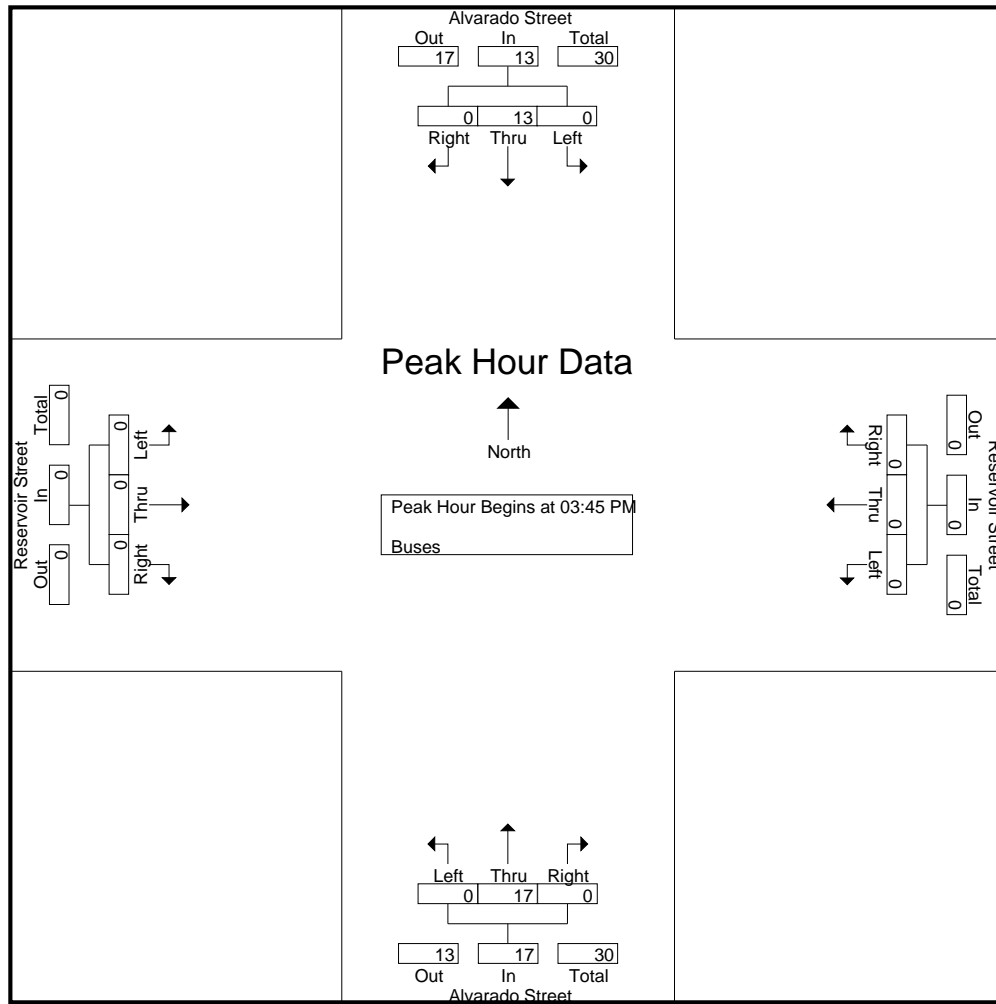 Alvarado Street
Out In Total
17 13 30
0 13 0
Right Thru Left
Peak Hour Data
North
Peak Hour Begins at 03:45 PM
Buses
Reservoir Street
Out In Total
0 0 0
0 0 0
Right Thru Left
Reservoir Street
Out In Total
0 0 0
0 0 0
Right Thru Left
Left Thru Right
0 17 0
13 17 30
Out In Total
Alvarado Street